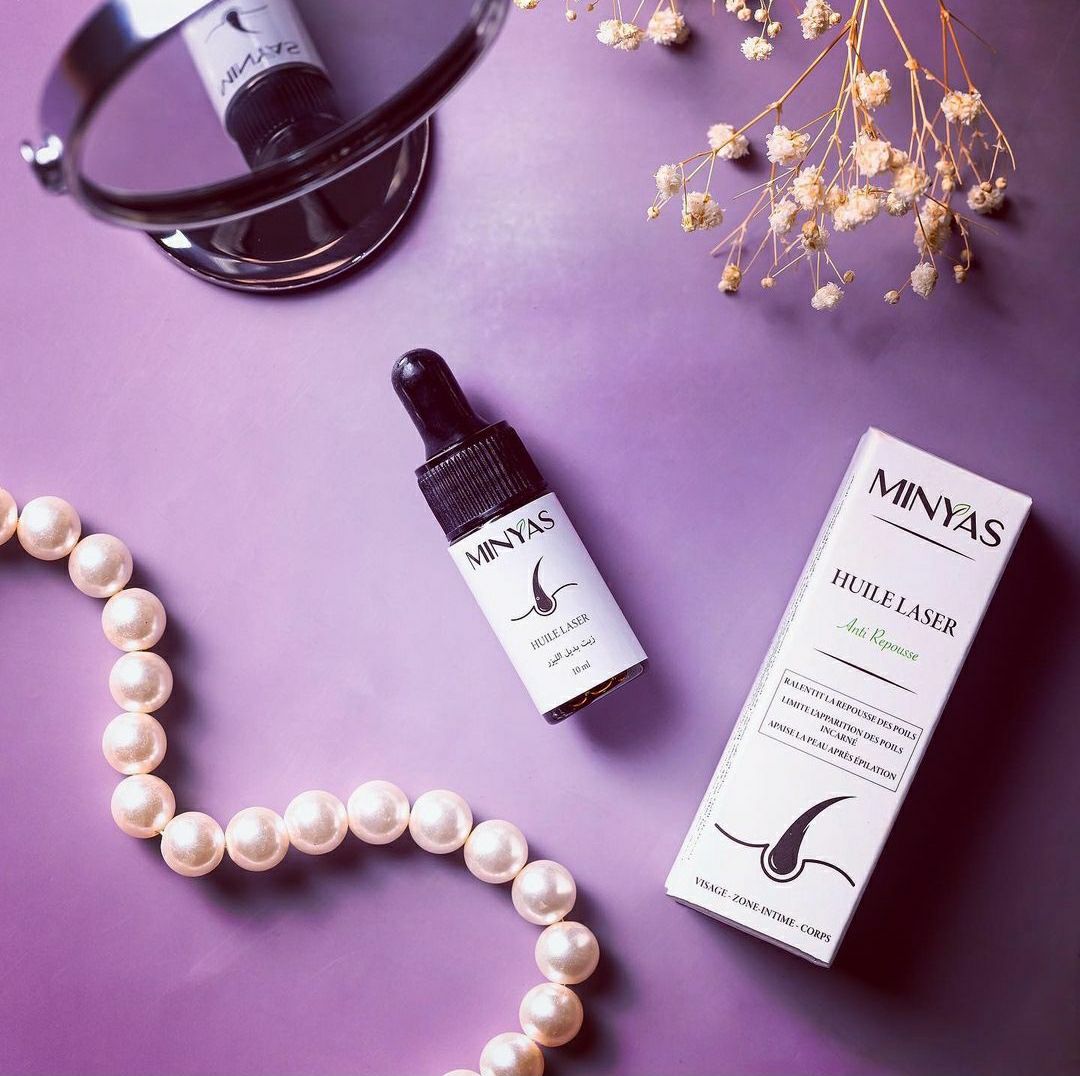 MINYAS
MINYAS
HUILE LASER
زيت بديل الليزر
10 ml
MINYAS
HUILE LASER
Anti Repousse
RALENTIT LA REPOUSSE DES POILS
LIMITE L'APPARITION DES POILS
INCARNÉ
APAISE LA PEAU APRÈS ÉPILATION
VISAGE - ZONE-INTIME - CORPS